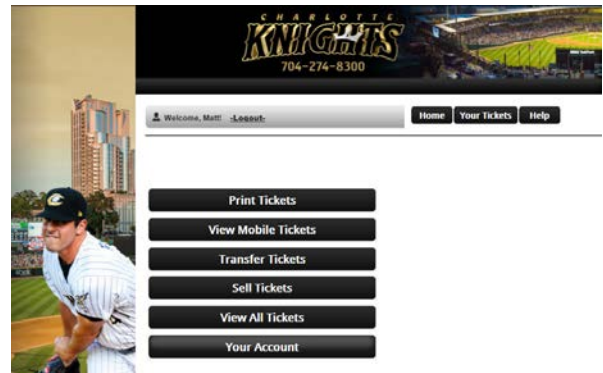 CHARLOTTE
KNIGHTS
704-274-8300
Welcome, Matt! -Logout-
Home
Your Tickets
Help
Print Tickets
View Mobile Tickets
Transfer Tickets
Sell Tickets
View All Tickets
Your Account